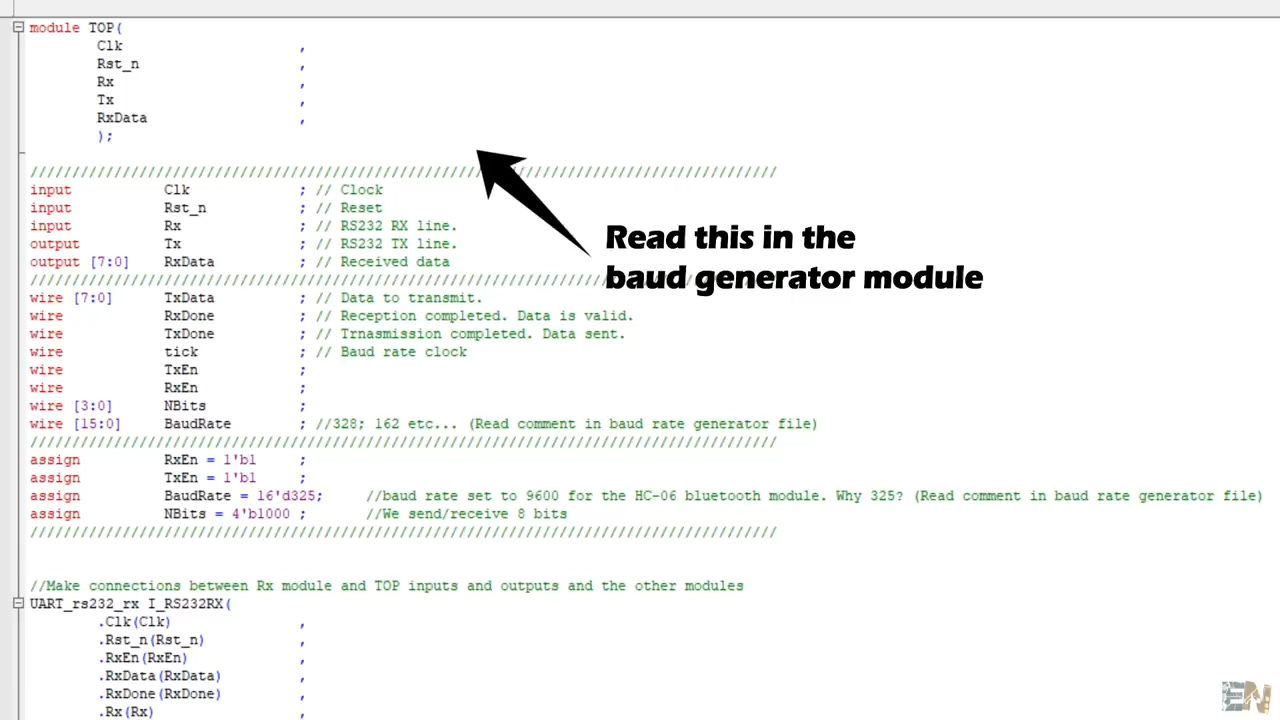 module TOP(
Clk ,
Rst_n ,
Rx ,
Tx ,
RxData ,
);
////////////////////////////////////////////////////////////////////////////////////////
input Clk ; // Clock
input Rst_n ; // Reset
input Rx ; // RS232 RX line.
output Tx ; // RS232 TX line.
output [7:0] RxData ; // Received data
Read this in the
baud generator module
////////////////////////////////////////////////////////////////////////////////////////
wire [7:0] TxData ; // Data to transmit.
wire RxDone ; // Reception completed. Data is valid.
wire TxDone ; // Trnasmission completed. Data sent.
wire tick ; // Baud rate clock
wire TxEn ;
wire RxEn ;
wire [3:0] NBits ;
wire [15:0] BaudRate ; //328; 162 etc... (Read comment in baud rate generator file)
////////////////////////////////////////////////////////////////////////////////////////
assign RxEn = 1'b1 ;
assign TxEn = 1'b1 ;
assign BaudRate = 16'd325; //baud rate set to 9600 for the HC-06 bluetooth module. Why 325? (Read comment in baud rate generator file)
assign NBits = 4'b1000 ; //We send/receive 8 bits
////////////////////////////////////////////////////////////////////////////////////////
//Make connections between Rx module and TOP inputs and outputs and the other modules
UART_rs232_rx I_RS232RX(
.Clk(Clk) ,
.Rst_n(Rst_n) ,
.RxEn(RxEn) ,
.RxData(RxData) ,
.RxDone(RxDone) ,
.Rx(Rx) ,
EN